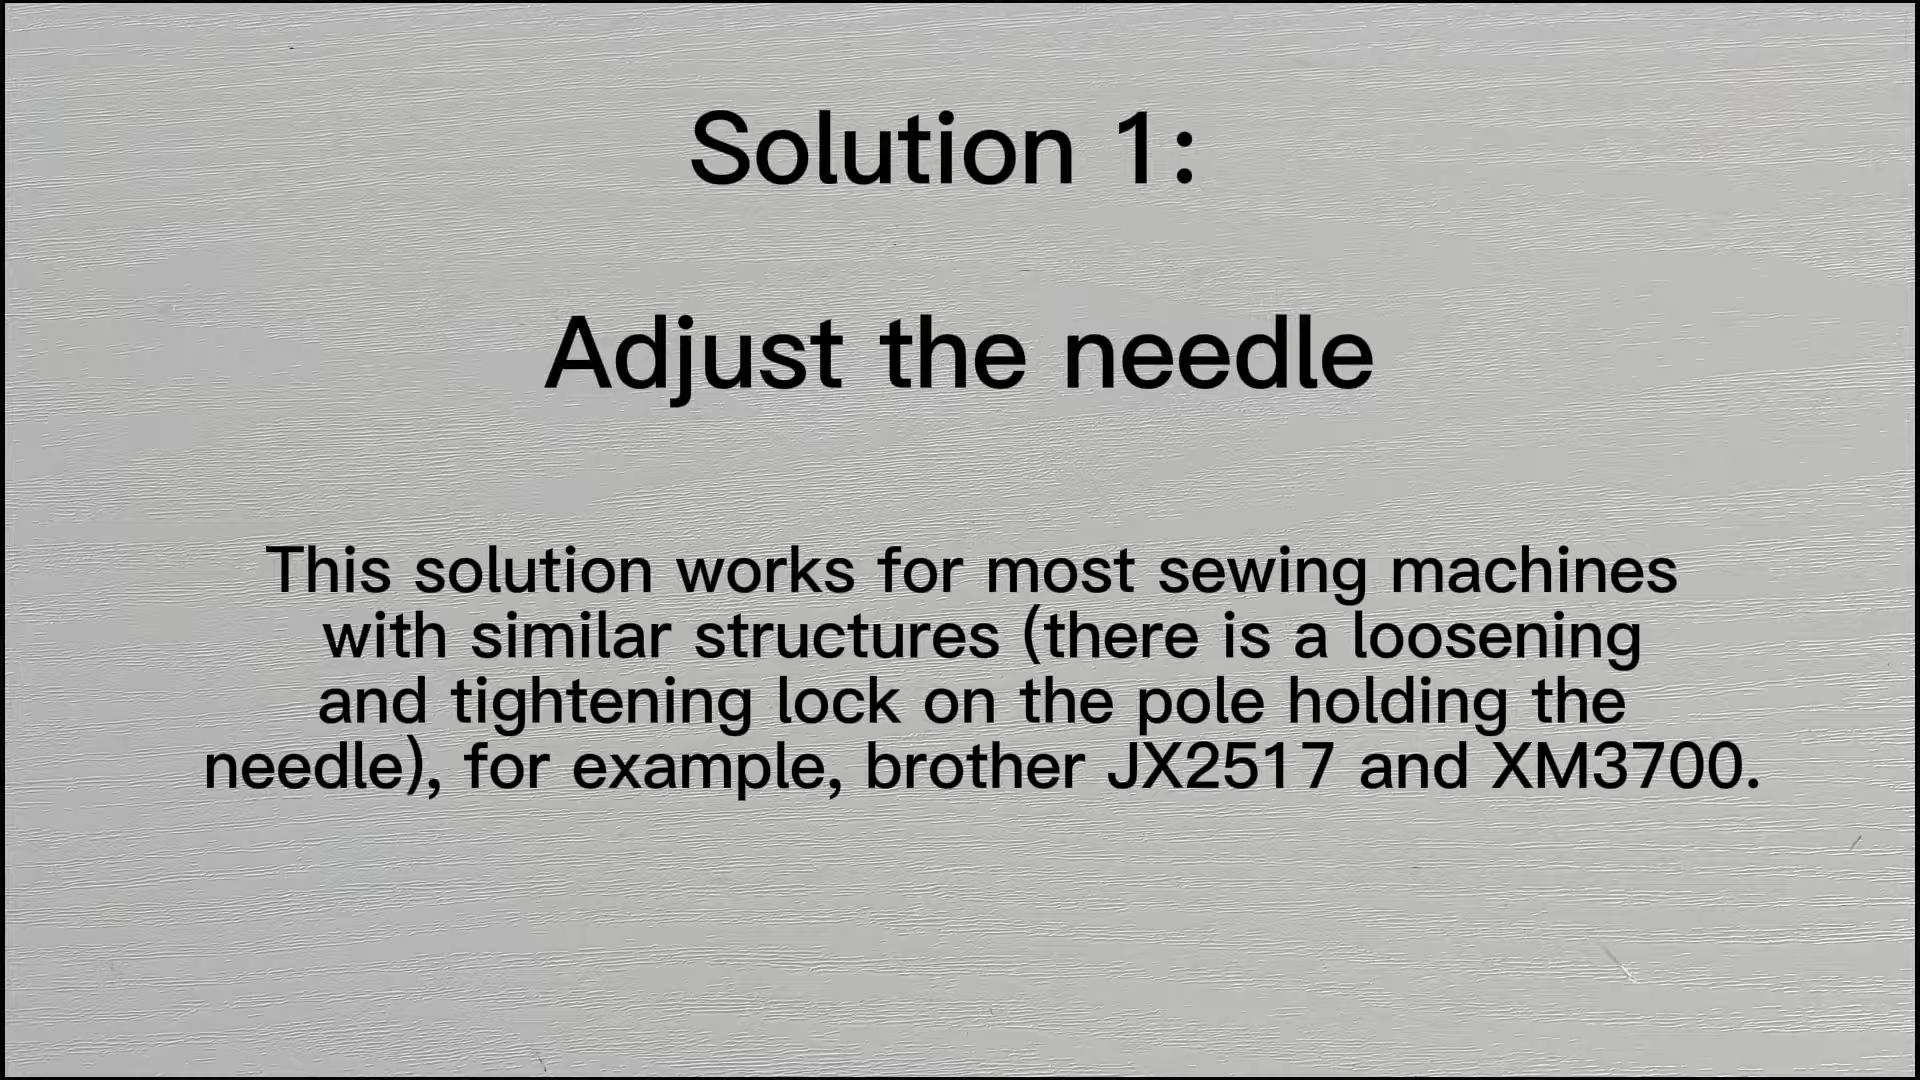 Solution 1:
Adjust the needle
This solution works for most sewing machines
with similar structures (there is a loosening
and tightening lock on the pole holding the
needle), for example, brother JX2517 and XM3700.